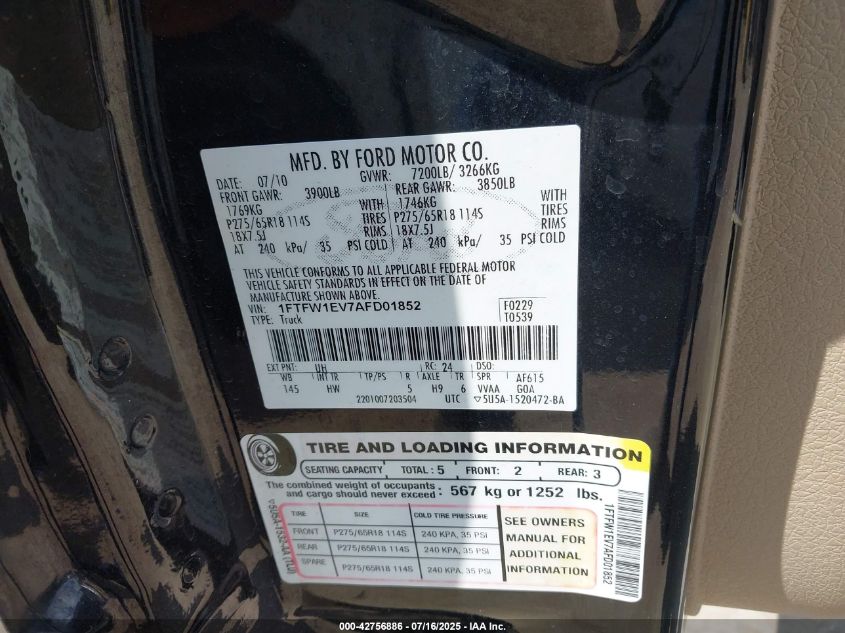 MFD. BY FORD MOTOR CO.
DATE: 07/10 GVWR: 7200LB/ 3266KG
FRONT GAWR: 3900LB REAR GAWR: 3850LB
1769KG WITH 1746KG WITH
P275/65R18 114S TIRES P275/65R18 114S TIRES
18X7.5J RIMS 18X7.5J RIMS
AT 240 kPa/ 35 PSI COLD AT 240 kPa/ 35 PSI COLD
THIS VEHICLE CONFORMS TO ALL APPLICABLE FEDERAL MOTOR
VEHICLE SAFETY STANDARDS IN EFFECT ON THE DATE OF
MANUFACTURE SHOWN ABOVE.
VIN: 1FTFW1EV7AFD01852 F0229
TYPE: Truck T0539
EXT PNT: UH RC: 24 DSO:
WB INT TR TP/PS R AXLE TR SPR AF615
145 HW 5 H9 6 VVAA GOA
2201007203504 UTC ▽5U5A-1520472-BA
TIRE AND LOADING INFORMATION
SEATING CAPACITY TOTAL: 5 FRONT: 2 REAR: 3
The combined weight of occupants
and cargo should never exceed: 567 kg or 1252 lbs.
TIRE SIZE COLD TIRE PRESSURE
FRONT P275/65R18 114S 240 KPA, 35 PSI
REAR P275/65R18 114S 240 KPA, 35 PSI
SPARE P275/65R18 114S 240 KPA, 35 PSI
SEE OWNERS
MANUAL FOR
ADDITIONAL
INFORMATION
1FTFW1EV7AFD01852
000-42756886 - 07/16/2025 - IAA Inc.